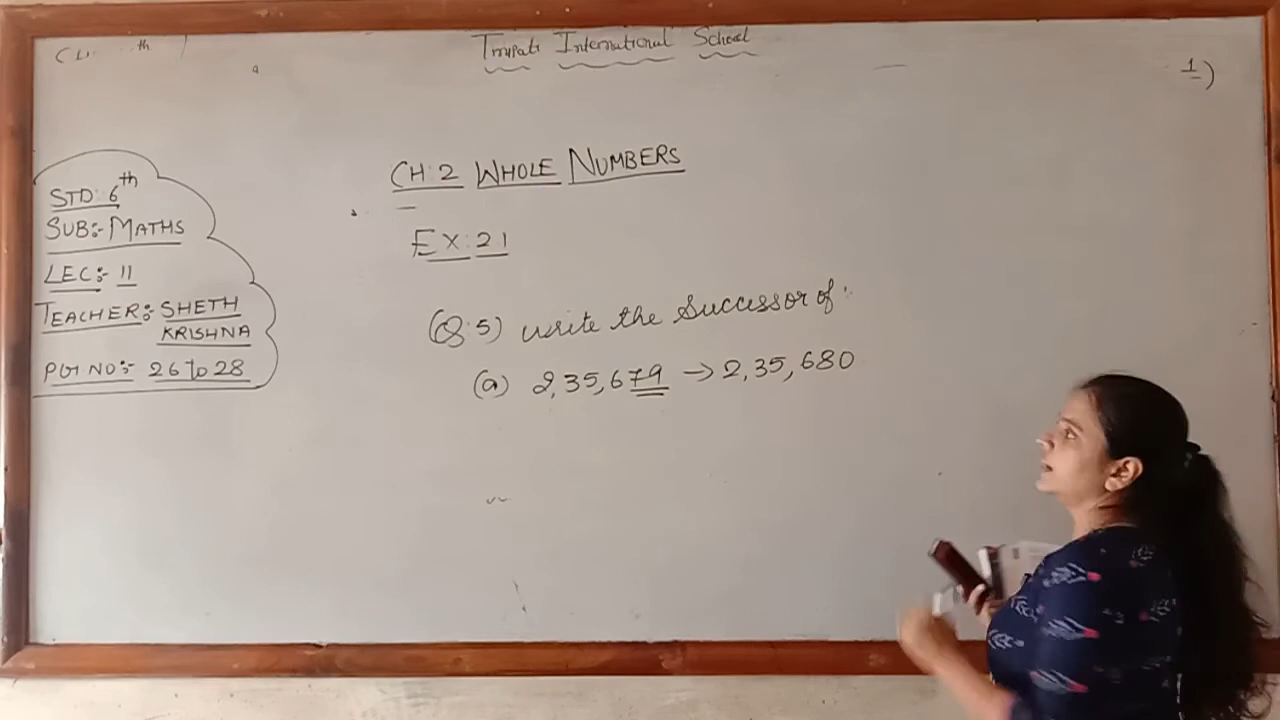 th
Tirupati International School
1)
STD: 6th
SUB:- MATHS
LEC:- 11
TEACHER:- SHETH
KRISHNA
PG NO:- 26 to 28
CH:2 WHOLE NUMBERS
EX:2.1
(Q.5) write the Successor of:
(a) 2,35,679 → 2,35,680